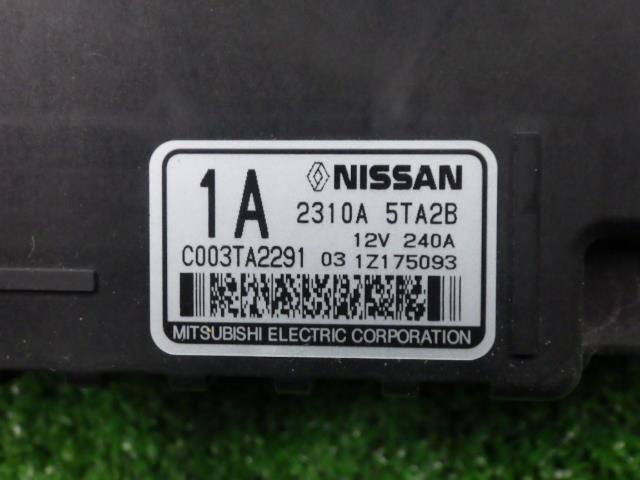 1A
NISSAN
2310A 5TA2B
12V 240A
C003TA2291 03 1Z175093
MITSUBISHI ELECTRIC CORPORATION